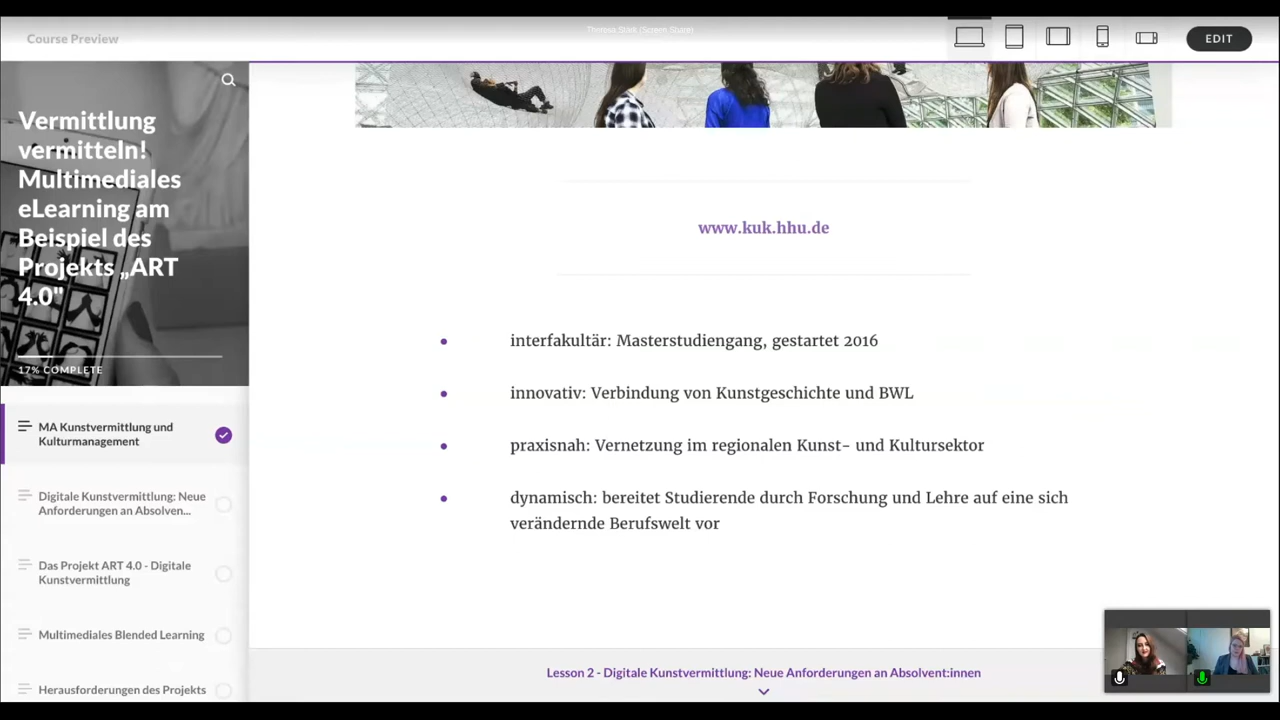 Course Preview
Theresa Stark (Screen Share)
EDIT
Vermittlung
vermitteln!
Multimediales
eLearning am
Beispiel des
Projekts „ART
4.0"
17% COMPLETE
MA Kunstvermittlung und
Kulturmanagement
Digitale Kunstvermittlung: Neue
Anforderungen an Absolven...
Das Projekt ART 4.0 - Digitale
Kunstvermittlung
Multimediales Blended Learning
Herausforderungen des Projekts
www.kuk.hhu.de
• interfakultär: Masterstudiengang, gestartet 2016
• innovativ: Verbindung von Kunstgeschichte und BWL
• praxisnah: Vernetzung im regionalen Kunst- und Kultursektor
• dynamisch: bereitet Studierende durch Forschung und Lehre auf eine sich
verändernde Berufswelt vor
Lesson 2 - Digitale Kunstvermittlung: Neue Anforderungen an Absolvent:innen